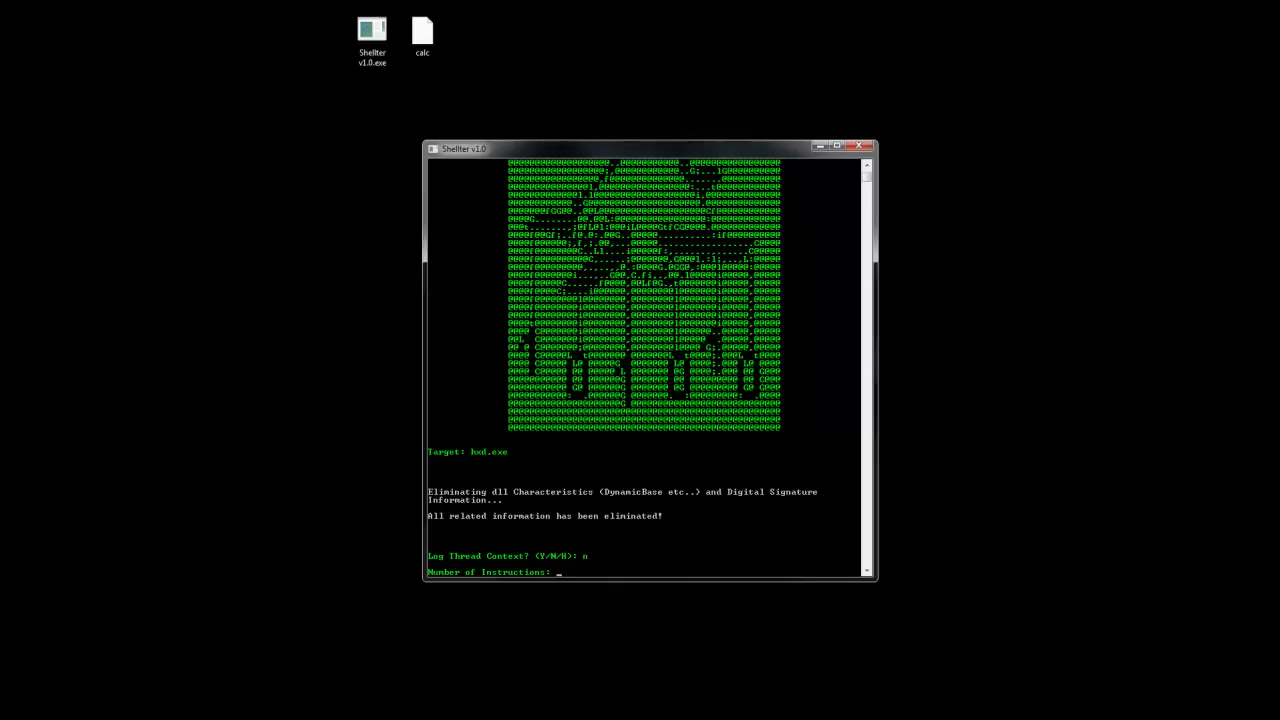 Shellter
v1.0.exe
calc
Shellter v1.0
Target: hxd.exe
Eliminating dll Characteristics (DynamicBase etc..) and Digital Signature
Information...
All related information has been eliminated!
Log Thread Context? (Y/N/H): n
Number of Instructions: _